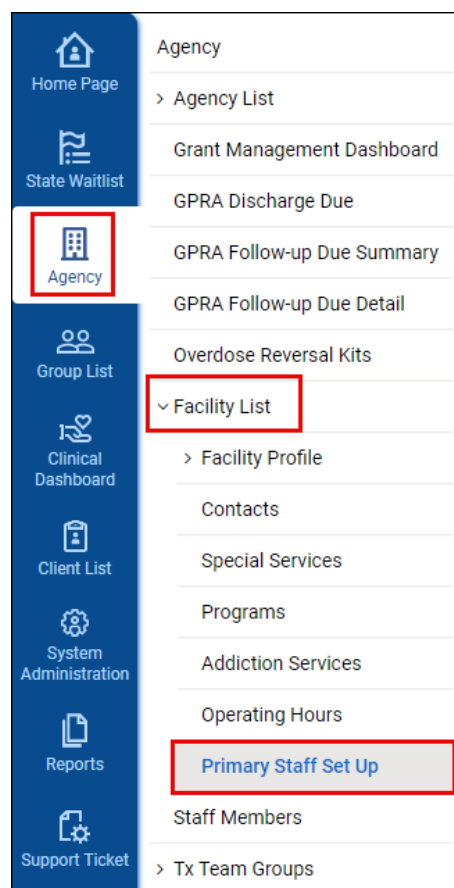 Home Page
State Waitlist
Agency
Group List
Clinical
Dashboard
Client List
System
Administration
Reports
Support Ticket
Agency
Agency List
Grant Management Dashboard
GPRA Discharge Due
GPRA Follow-up Due Summary
GPRA Follow-up Due Detail
Overdose Reversal Kits
Facility List
Facility Profile
Contacts
Special Services
Programs
Addiction Services
Operating Hours
Primary Staff Set Up
Staff Members
Tx Team Groups